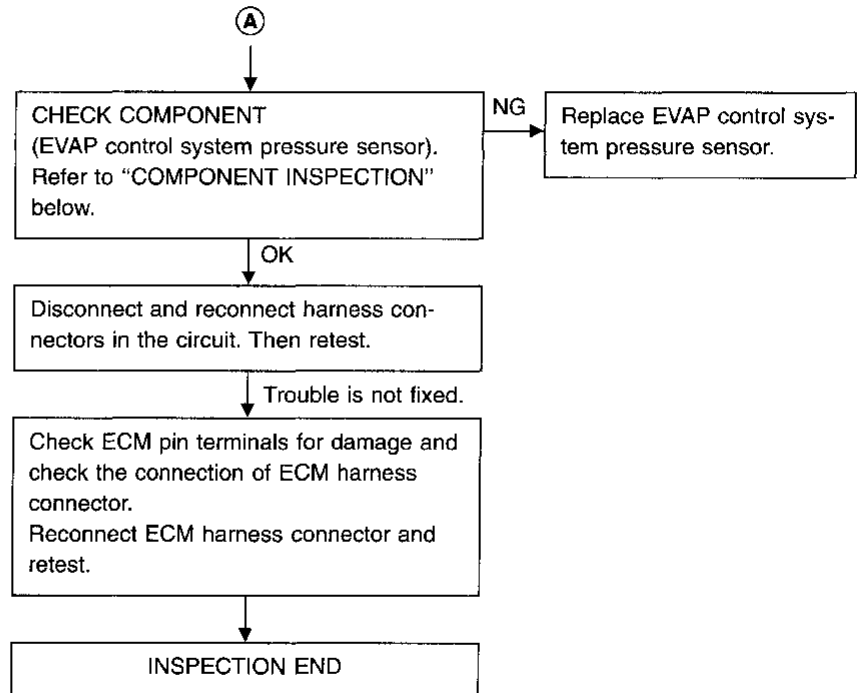 A
CHECK COMPONENT
(EVAP control system pressure sensor).
Refer to “COMPONENT INSPECTION”
below.
NG
Replace EVAP control sys-
tem pressure sensor.
OK
Disconnect and reconnect harness con-
nectors in the circuit. Then retest.
Trouble is not fixed.
Check ECM pin terminals for damage and
check the connection of ECM harness
connector.
Reconnect ECM harness connector and
retest.
INSPECTION END